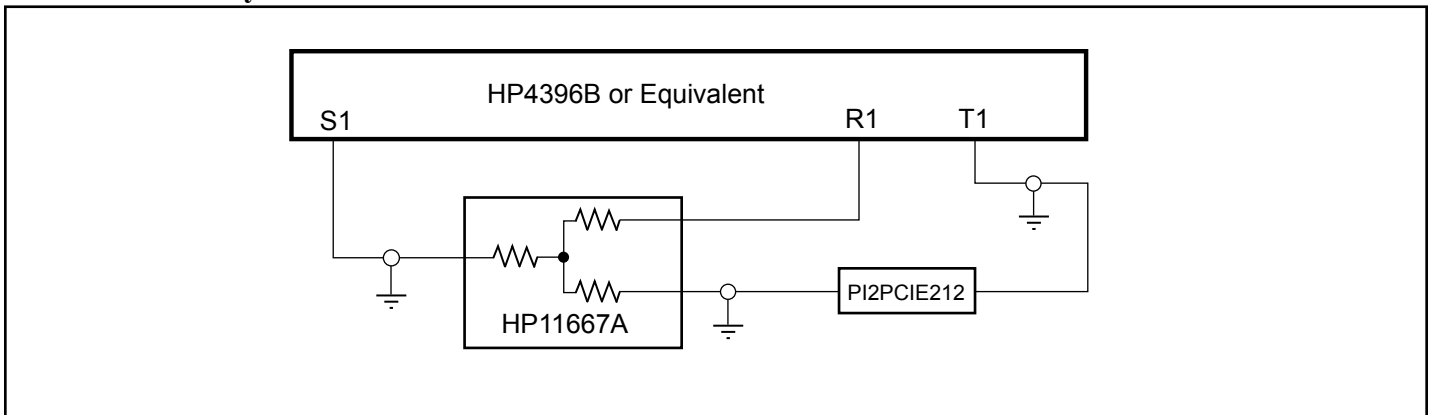 HP4396B or Equivalent
S1
R1
T1
HP11667A
PI2PCIE212